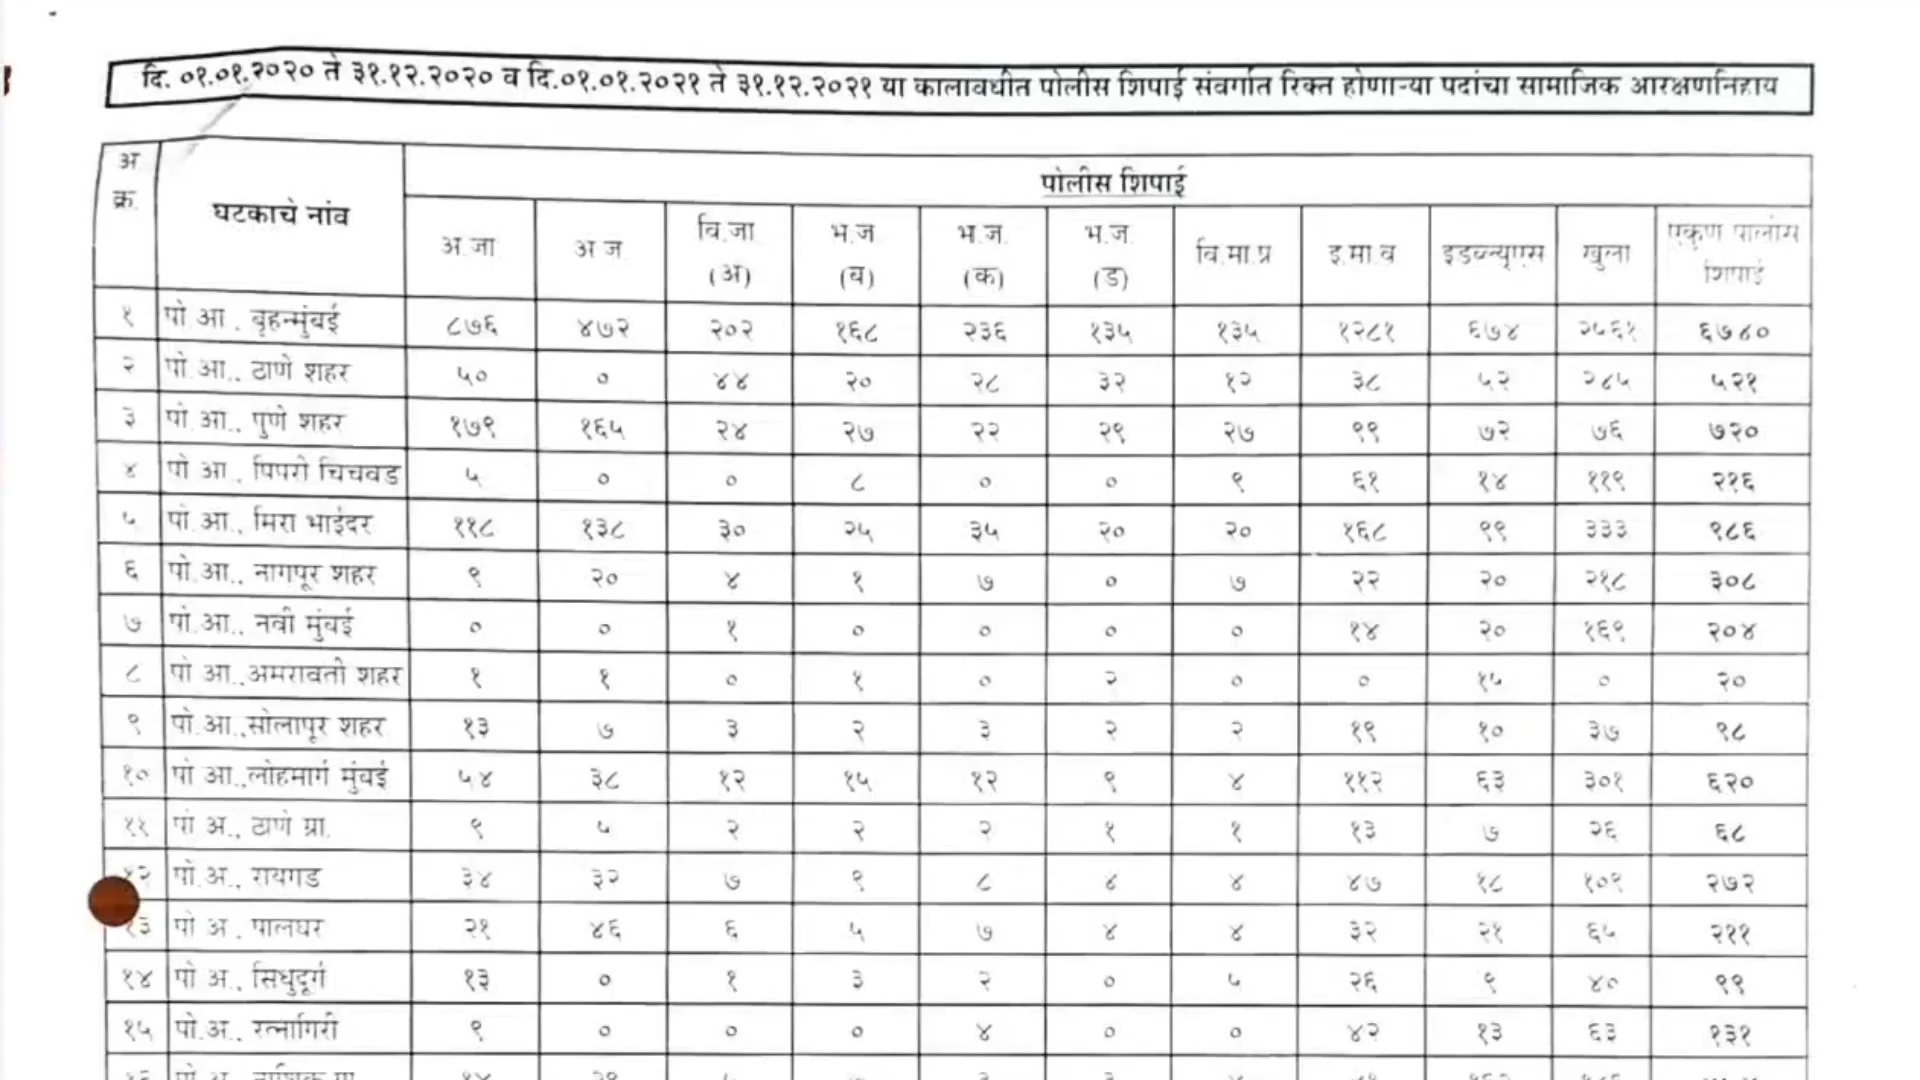 दि. ०१.०१.२०२० ते ३१.१२.२०२० व दि.०१.०१.२०२१ ते ३१.१२.२०२१ या कालावधीत पोलीस शिपाई संवर्गात रिक्त होणाऱ्या पदांचा सामाजिक आरक्षणनिहाय
अ क्र. घटकाचे नांव पोलीस शिपाई
अ.जा अ ज वि.जा (अ) भ.ज (ब) भ.ज. (क) भ.ज. (ड) वि.मा.प्र इ.मा व इडब्ल्यूएस खुला एकुण पोलीस शिपाई
१ पो.आ., बृहन्मुंबई ८७६ ४७२ २०२ १६८ २३६ १३५ १३५ १२८१ ६७४ २५६१ ६७४०
२ पो.आ., ठाणे शहर ५० ० ४४ २० २८ ३२ १२ ३८ ५२ २४५ ५२१
३ पो आ., पुणे शहर १७९ १६५ २४ २७ २२ २९ २७ ९९ ७२ ७६ ७२०
४ पो आ., पिंपरी चिंचवड ५ ० ० ८ ० ० ९ ६१ १४ ११९ २१६
५ पो.आ., मिरा भाईंदर ११८ १३८ ३० २५ ३५ २० २० १६८ ९९ ३३३ ९८६
६ पो.आ., नागपूर शहर ९ २० ४ १ ७ ० ७ २२ २० २१८ ३०८
७ पो.आ., नवी मुंबई ० ० १ ० ० ० ० १४ २० १६९ २०४
८ पो आ.,अमरावती शहर १ १ ० १ ० २ ० ० १५ ० २०
९ पो.आ.,सोलापूर शहर १३ ७ ३ २ ३ २ २ १९ १० ३७ ९८
१० पो आ.,लोहमार्ग मुंबई ५४ ३८ १२ १५ १२ ९ ४ ११२ ६३ ३०१ ६२०
११ पो अ., ठाणे ग्रा. ९ ५ २ २ २ १ १ १३ ७ २६ ६८
१२ पो.अ., रायगड ३४ ३२ ७ ९ ८ ४ ४ ४७ १८ १०९ २७२
१३ पो अ., पालघर २१ ४६ ६ ५ ७ ४ ४ ३२ २१ ६५ २११
१४ पो अ., सिंधुदूर्ग १३ ० १ ३ २ ० ५ २६ ९ ४० ९९
१५ पो.अ., रत्नागिरी ९ ० ० ० ४ ० ० ४२ १३ ६३ १३१